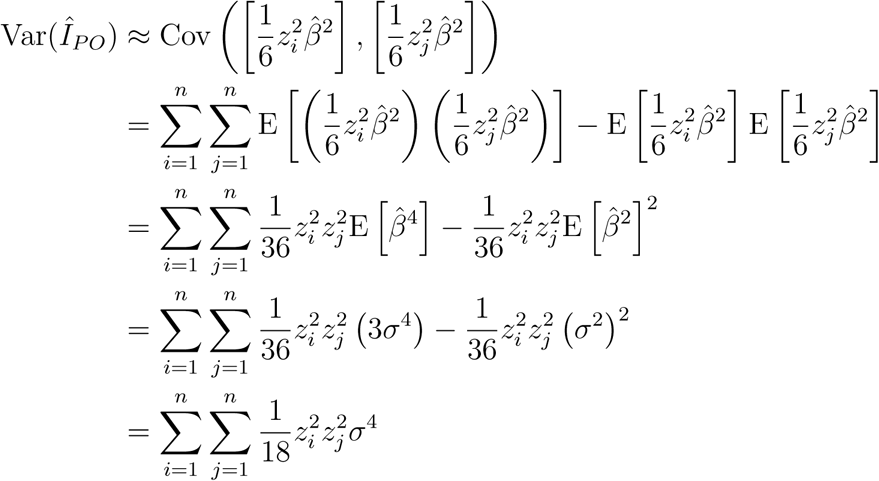 Var(Î_{PO}) ≈ Cov([1/6 z_i^2 β̂^2], [1/6 z_j^2 β̂^2])
= ∑_{i=1}^{n} ∑_{j=1}^{n} E[(1/6 z_i^2 β̂^2)(1/6 z_j^2 β̂^2)] − E[1/6 z_i^2 β̂^2] E[1/6 z_j^2 β̂^2]
= ∑_{i=1}^{n} ∑_{j=1}^{n} 1/36 z_i^2 z_j^2 E[β̂^4] − 1/36 z_i^2 z_j^2 E[β̂^2]^2
= ∑_{i=1}^{n} ∑_{j=1}^{n} 1/36 z_i^2 z_j^2 (3σ^4) − 1/36 z_i^2 z_j^2 (σ^2)^2
= ∑_{i=1}^{n} ∑_{j=1}^{n} 1/18 z_i^2 z_j^2 σ^4